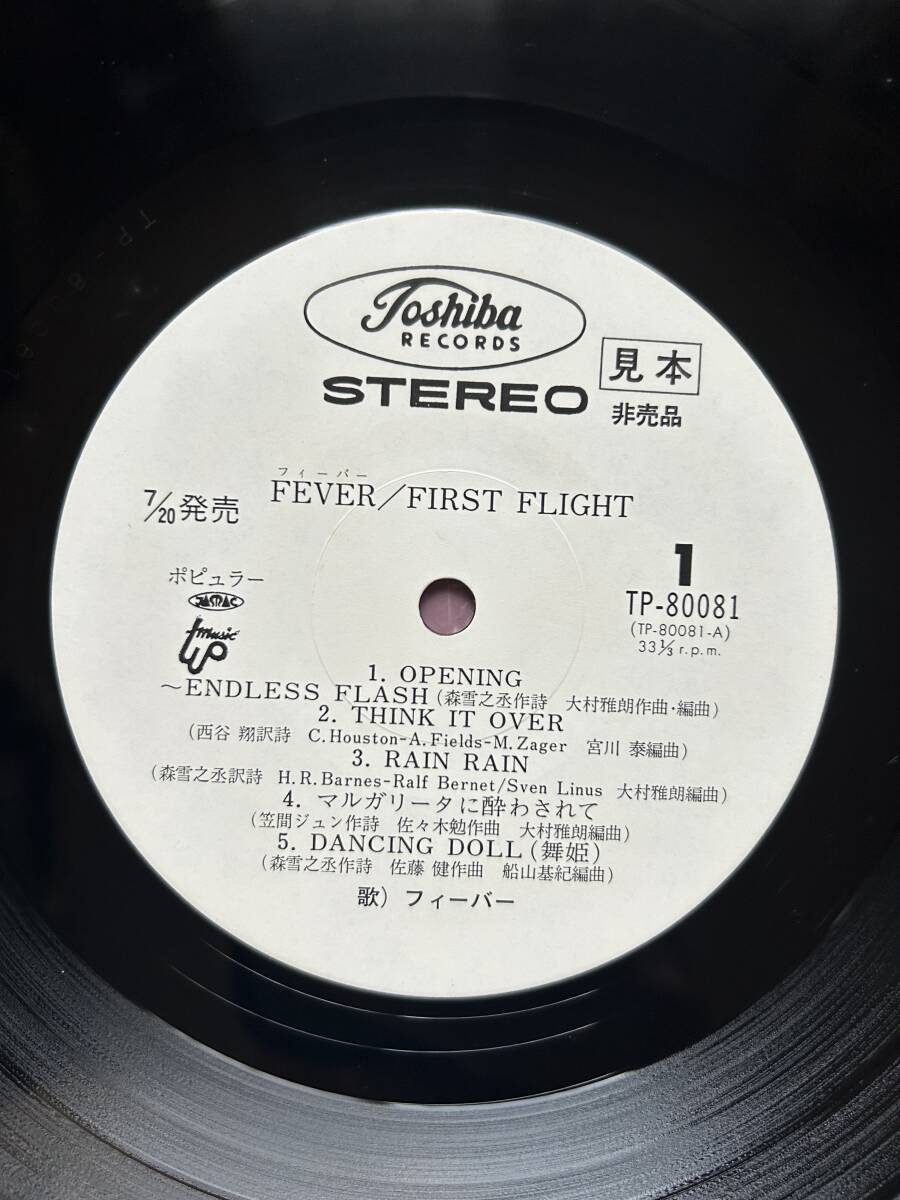 Toshiba
RECORDS
STEREO
見本
非売品
フィーバー
FEVER／FIRST FLIGHT
7/20発売
1
ポピュラー
JASRAC
TP-80081
(TP-80081-A)
33⅓ r.p.m.
music
up
1. OPENING
～ENDLESS FLASH(森雪之丞作詩　大村雅朗作曲・編曲)
2. THINK IT OVER
(西谷 翔訳詩　C.Houston-A.Fields-M.Zager　宮川 泰編曲)
3. RAIN RAIN
(森雪之丞訳詩　H.R.Barnes-Ralf Bernet/Sven Linus　大村雅朗編曲)
4. マルガリータに酔わされて
(笠間ジュン作詩　佐々木勉作曲　大村雅朗編曲)
5. DANCING DOLL(舞姫)
(森雪之丞作詩　佐藤 健作曲　船山基紀編曲)
歌）フィーバー